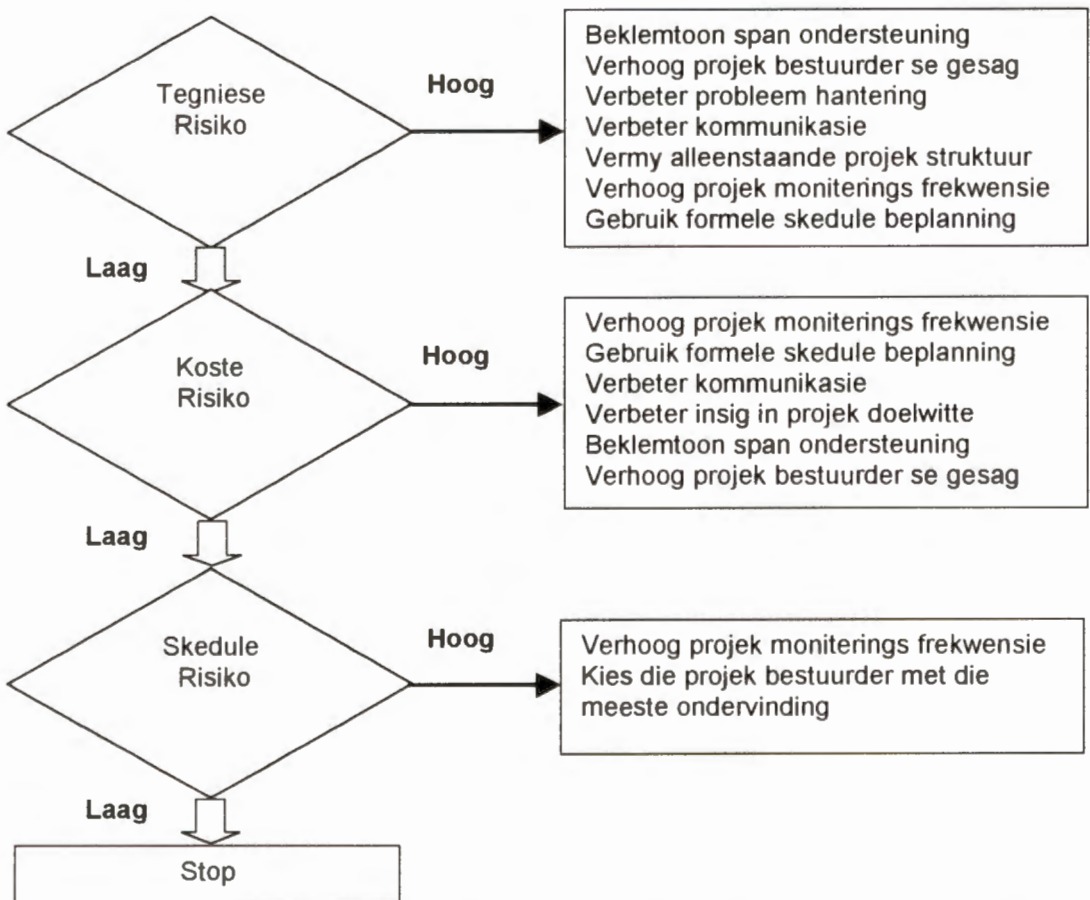 Tegniese
Risiko
Hoog
Beklemtoon span ondersteuning
Verhoog projek bestuurder se gesag
Verbeter probleem hantering
Verbeter kommunikasie
Vermy alleenstaande projek struktuur
Verhoog projek moniterings frekwensie
Gebruik formele skedule beplanning
Laag
Koste
Risiko
Hoog
Verhoog projek moniterings frekwensie
Gebruik formele skedule beplanning
Verbeter kommunikasie
Verbeter insig in projek doelwitte
Beklemtoon span ondersteuning
Verhoog projek bestuurder se gesag
Laag
Skedule
Risiko
Hoog
Verhoog projek moniterings frekwensie
Kies die projek bestuurder met die
meeste ondervinding
Laag
Stop